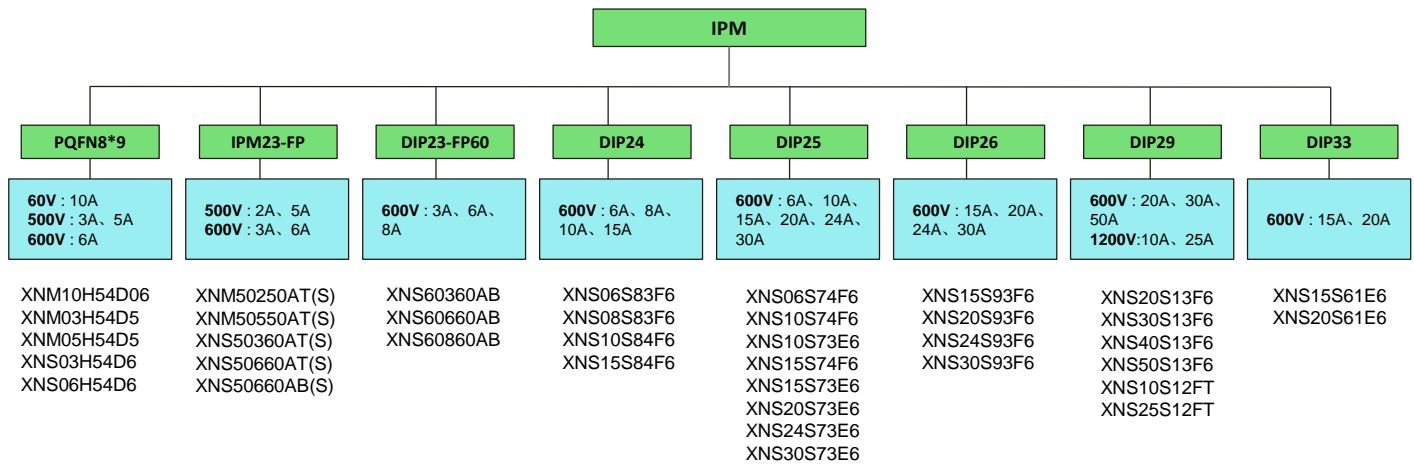 IPM
PQFN8*9
60V : 10A
500V : 3A、5A
600V : 6A
XNM10H54D06
XNM03H54D5
XNM05H54D5
XNS03H54D6
XNS06H54D6
IPM23-FP
500V : 2A、5A
600V : 3A、6A
XNM50250AT(S)
XNM50550AT(S)
XNS50360AT(S)
XNS50660AT(S)
XNS50660AB(S)
DIP23-FP60
600V : 3A、6A、
8A
XNS60360AB
XNS60660AB
XNS60860AB
DIP24
600V : 6A、8A、
10A、15A
XNS06S83F6
XNS08S83F6
XNS10S84F6
XNS15S84F6
DIP25
600V : 6A、10A、
15A、20A、24A、
30A
XNS06S74F6
XNS10S74F6
XNS10S73E6
XNS15S74F6
XNS15S73E6
XNS20S73E6
XNS24S73E6
XNS30S73E6
DIP26
600V : 15A、20A、
24A、30A
XNS15S93F6
XNS20S93F6
XNS24S93F6
XNS30S93F6
DIP29
600V : 20A、30A、
50A
1200V:10A、25A
XNS20S13F6
XNS30S13F6
XNS40S13F6
XNS50S13F6
XNS10S12FT
XNS25S12FT
DIP33
600V : 15A、20A
XNS15S61E6
XNS20S61E6